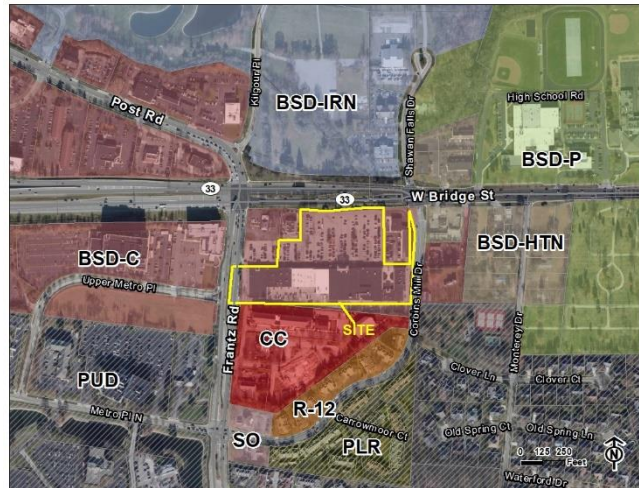 Post Rd
Kilgour Pl
BSD-IRN
Shawan Falls Dr
High School Rd
BSD-P
33
33
W Bridge St
BSD-C
Upper Metro Pl
Frantz Rd
Corbins Mill Dr
BSD-HTN
Monterey Dr
SITE
CC
PUD
Metro Pl N
R-12
SO
Carrowmoor Ct
PLR
Clover Ln
Clover Ct
Old Spring Ct
Old Spring Ln
Waterford Dr
0 125 250
Feet
N